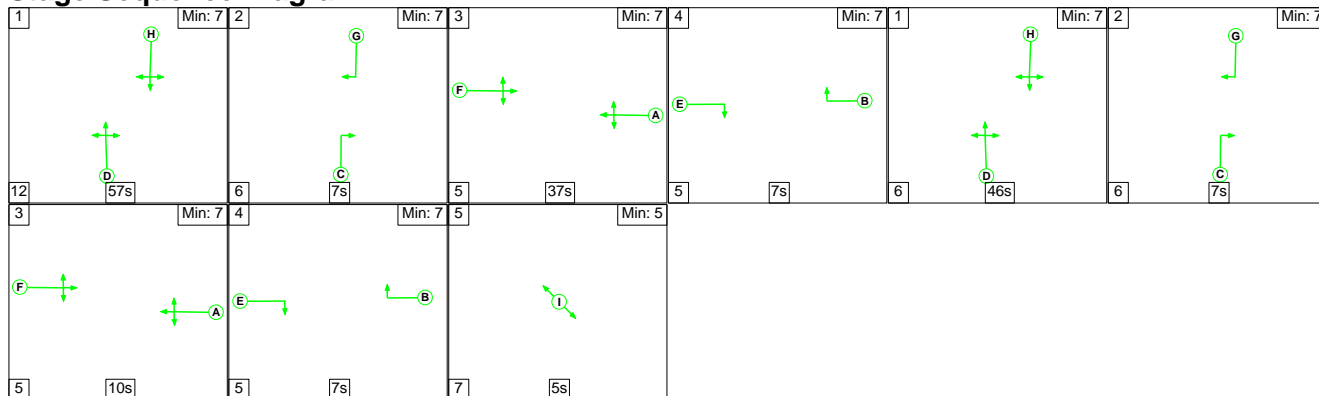 Stage Sequence Diagram
1 Min: 7 2 Min: 7 3 Min: 7 4 Min: 7 1 Min: 7 2 Min: 7
H G H G
F E B
A
D C D C
12 57s 6 7s 5 37s 5 7s 6 46s 6 7s
3 Min: 7 4 Min: 7 5 Min: 5
F E B I
A
5 10s 5 7s 7 5s